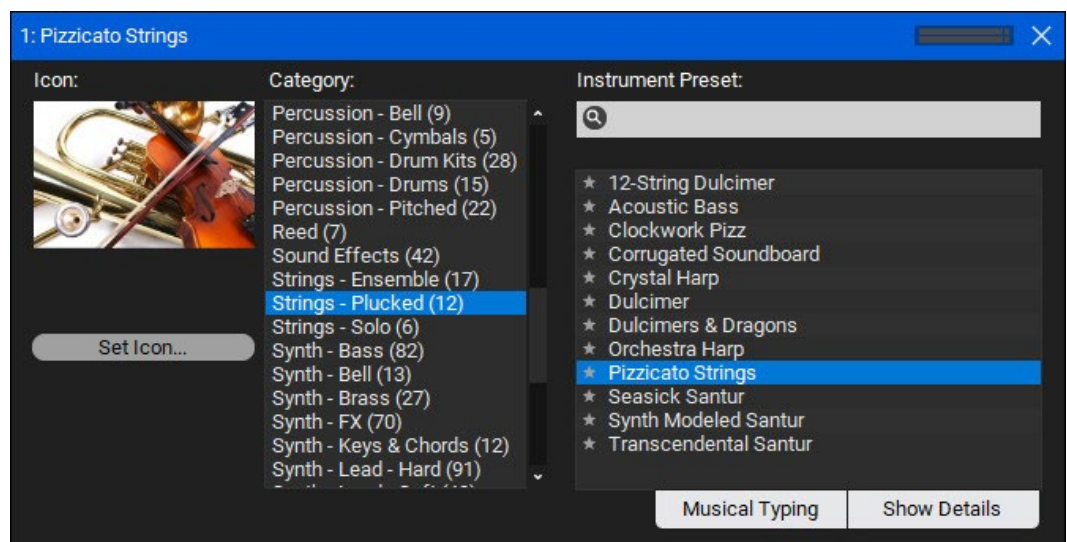 1: Pizzicato Strings
Icon:
Category:
Instrument Preset:
Set Icon...
Percussion - Bell (9)
Percussion - Cymbals (5)
Percussion - Drum Kits (28)
Percussion - Drums (15)
Percussion - Pitched (22)
Reed (7)
Sound Effects (42)
Strings - Ensemble (17)
Strings - Plucked (12)
Strings - Solo (6)
Synth - Bass (82)
Synth - Bell (13)
Synth - Brass (27)
Synth - FX (70)
Synth - Keys & Chords (12)
Synth - Lead - Hard (91)
12-String Dulcimer
Acoustic Bass
Clockwork Pizz
Corrugated Soundboard
Crystal Harp
Dulcimer
Dulcimers & Dragons
Orchestra Harp
Pizzicato Strings
Seasick Santur
Synth Modeled Santur
Transcendental Santur
Musical Typing
Show Details